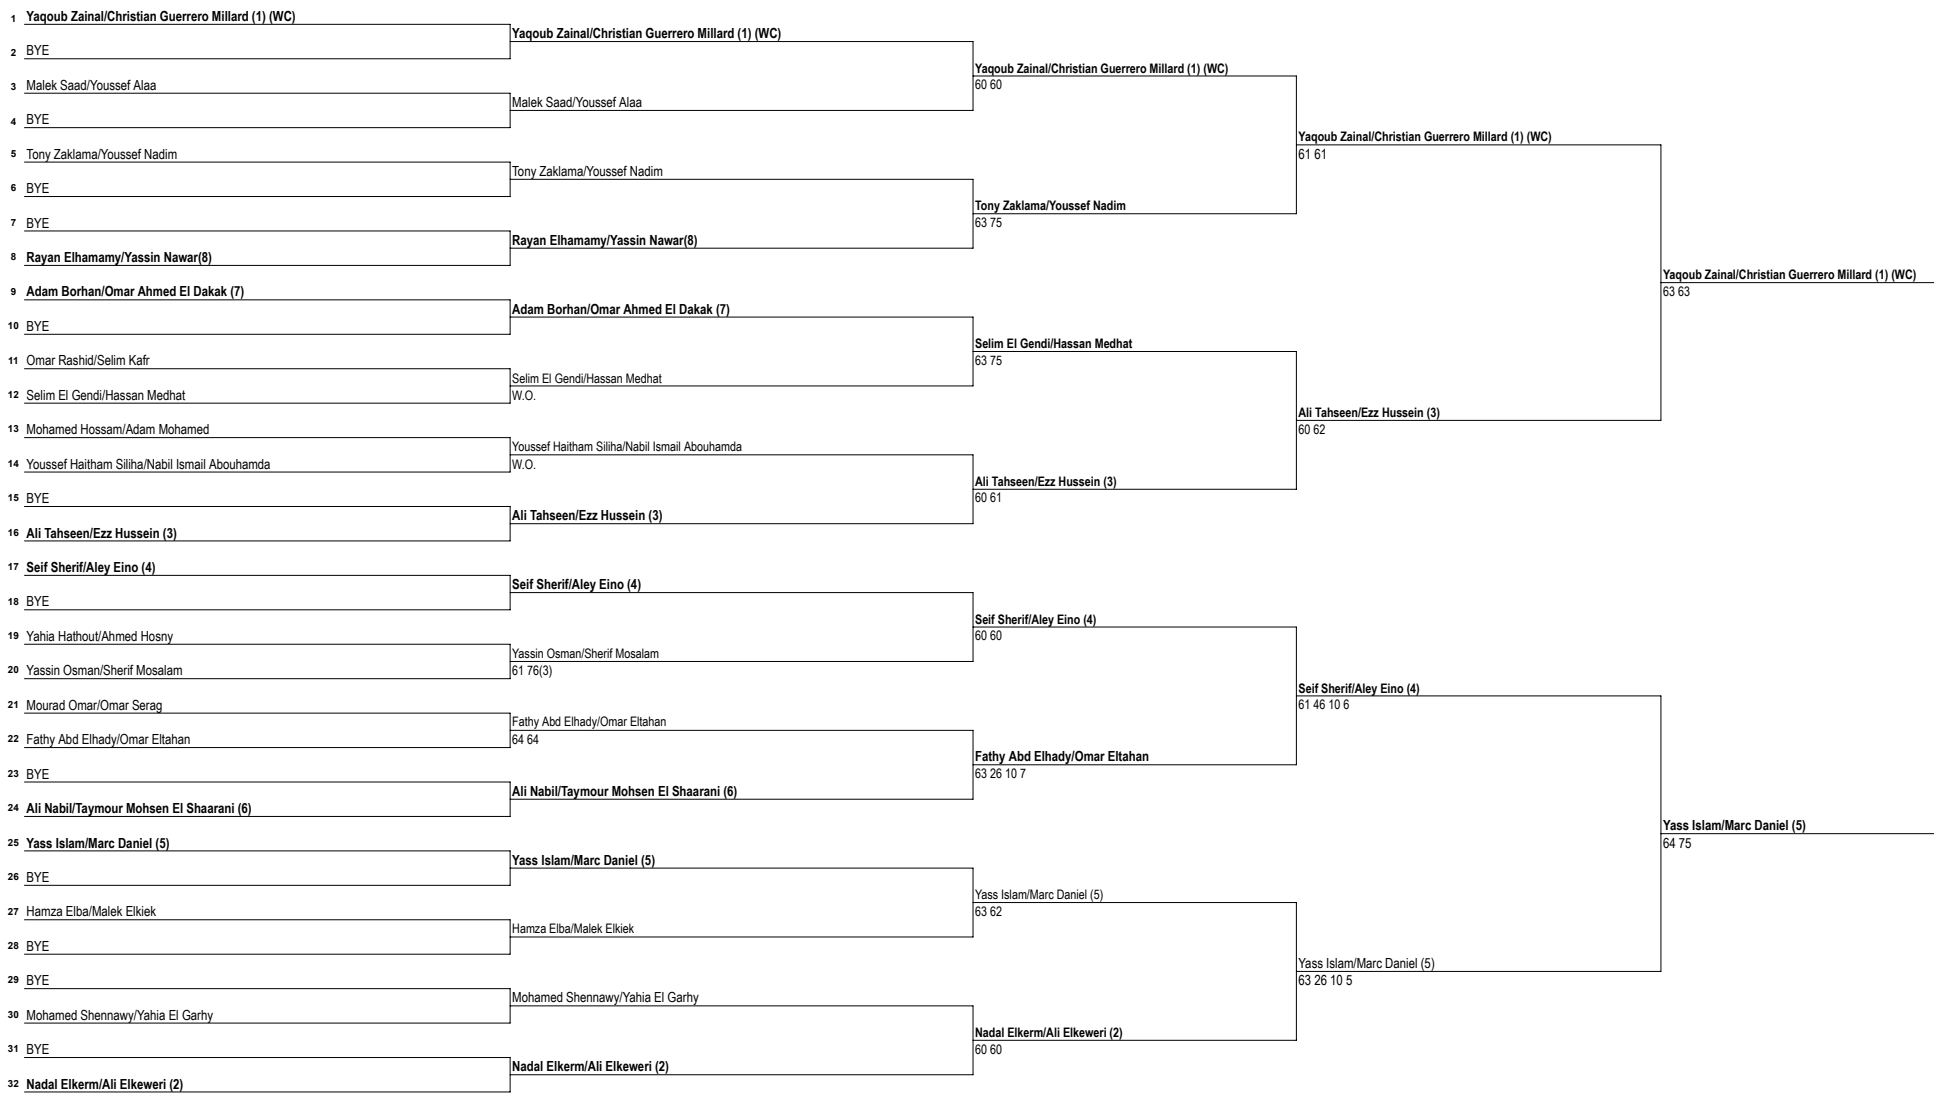 1 Yaqoub Zainal/Christian Guerrero Millard (1) (WC)
2 BYE
3 Malek Saad/Youssef Alaa
4 BYE
5 Tony Zaklama/Youssef Nadim
6 BYE
7 BYE
8 Rayan Elhamamy/Yassin Nawar(8)
9 Adam Borhan/Omar Ahmed El Dakak (7)
10 BYE
11 Omar Rashid/Selim Kafr
12 Selim El Gendi/Hassan Medhat
13 Mohamed Hossam/Adam Mohamed
14 Youssef Haitham Siliha/Nabil Ismail Abouhamda
15 BYE
16 Ali Tahseen/Ezz Hussein (3)
17 Seif Sherif/Aley Eino (4)
18 BYE
19 Yahia Hathout/Ahmed Hosny
20 Yassin Osman/Sherif Mosalam
21 Mourad Omar/Omar Serag
22 Fathy Abd Elhady/Omar Eltahan
23 BYE
24 Ali Nabil/Taymour Mohsen El Shaarani (6)
25 Yass Islam/Marc Daniel (5)
26 BYE
27 Hamza Elba/Malek Elkiek
28 BYE
29 BYE
30 Mohamed Shennawy/Yahia El Garhy
31 BYE
32 Nadal Elkerm/Ali Elkeweri (2)
Yaqoub Zainal/Christian Guerrero Millard (1) (WC)
Malek Saad/Youssef Alaa
Tony Zaklama/Youssef Nadim
Rayan Elhamamy/Yassin Nawar(8)
Adam Borhan/Omar Ahmed El Dakak (7)
Selim El Gendi/Hassan Medhat
W.O.
Youssef Haitham Siliha/Nabil Ismail Abouhamda
W.O.
Ali Tahseen/Ezz Hussein (3)
Seif Sherif/Aley Eino (4)
Yassin Osman/Sherif Mosalam
61 76(3)
Fathy Abd Elhady/Omar Eltahan
64 64
Ali Nabil/Taymour Mohsen El Shaarani (6)
Yass Islam/Marc Daniel (5)
Hamza Elba/Malek Elkiek
Mohamed Shennawy/Yahia El Garhy
Nadal Elkerm/Ali Elkeweri (2)
Yaqoub Zainal/Christian Guerrero Millard (1) (WC)
60 60
Tony Zaklama/Youssef Nadim
63 75
Selim El Gendi/Hassan Medhat
63 75
Ali Tahseen/Ezz Hussein (3)
60 61
Seif Sherif/Aley Eino (4)
60 60
Fathy Abd Elhady/Omar Eltahan
63 26 10 7
Yass Islam/Marc Daniel (5)
63 62
Nadal Elkerm/Ali Elkeweri (2)
60 60
Yaqoub Zainal/Christian Guerrero Millard (1) (WC)
61 61
Ali Tahseen/Ezz Hussein (3)
60 62
Seif Sherif/Aley Eino (4)
61 46 10 6
Yass Islam/Marc Daniel (5)
63 26 10 5
Yaqoub Zainal/Christian Guerrero Millard (1) (WC)
63 63
Yass Islam/Marc Daniel (5)
64 75